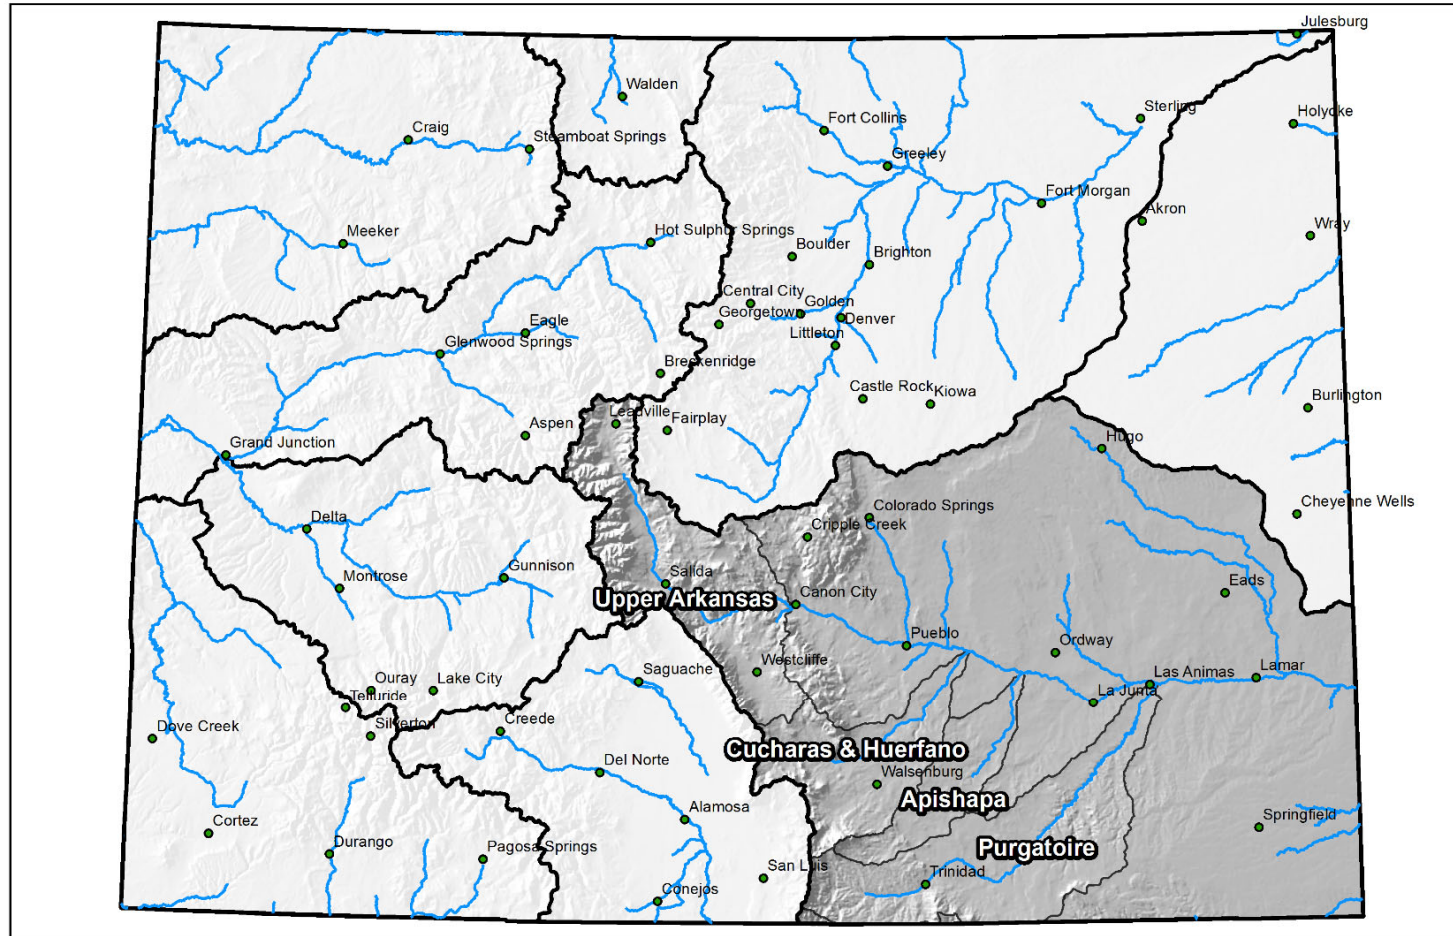 Julesburg
Walden
Sterling
Holyoke
Fort Collins
Craig
Steamboat Springs
Greeley
Fort Morgan
Akron
Wray
Meeker
Hot Sulphur Springs
Boulder
Brighton
Central City
Golden
Georgetown
Denver
Eagle
Littleton
Glenwood Springs
Breckenridge
Castle Rock
Kiowa
Burlington
Leadville
Fairplay
Aspen
Grand Junction
Hugo
Cheyenne Wells
Colorado Springs
Delta
Cripple Creek
Gunnison
Montrose
Salida
Eads
Upper Arkansas
Canon City
Pueblo
Ordway
Westcliffe
Saguache
Las Animas
Lamar
Ouray
Lake City
La Junta
Telluride
Silverton
Dove Creek
Creede
Cucharas & Huerfano
Del Norte
Walsenburg
Apishapa
Alamosa
Springfield
Cortez
Durango
Pagosa Springs
Purgatoire
San Luis
Trinidad
Conejos